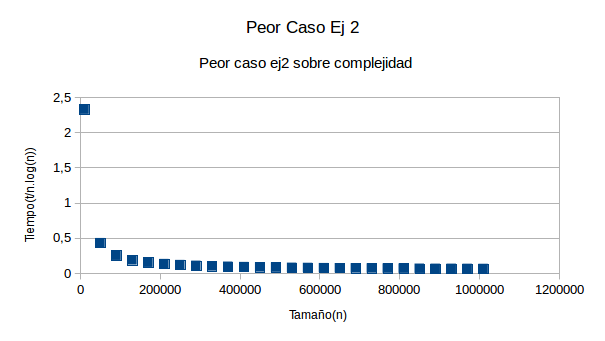 Peor Caso Ej 2
Peor caso ej2 sobre complejidad
Tiempo(t/n.log(n))
2,5
2
1,5
1
0,5
0
0 200000 400000 600000 800000 1000000 1200000
Tamaño(n)